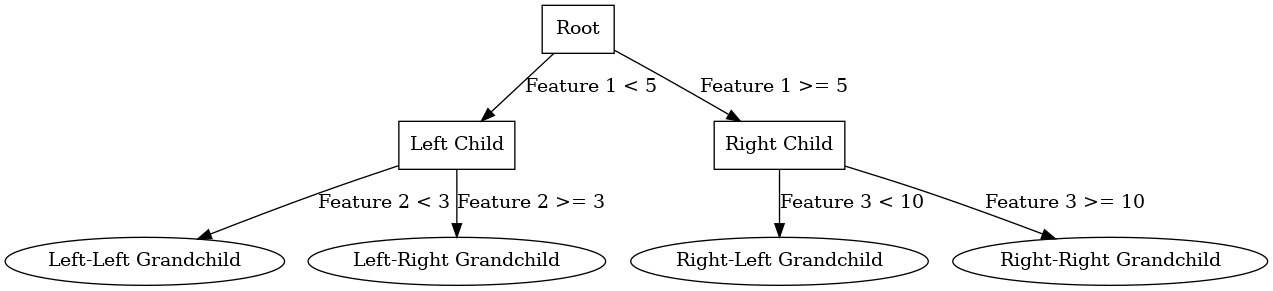 Root
Feature 1 < 5
Feature 1 >= 5
Left Child
Right Child
Feature 2 < 3
Feature 2 >= 3
Feature 3 < 10
Feature 3 >= 10
Left-Left Grandchild
Left-Right Grandchild
Right-Left Grandchild
Right-Right Grandchild